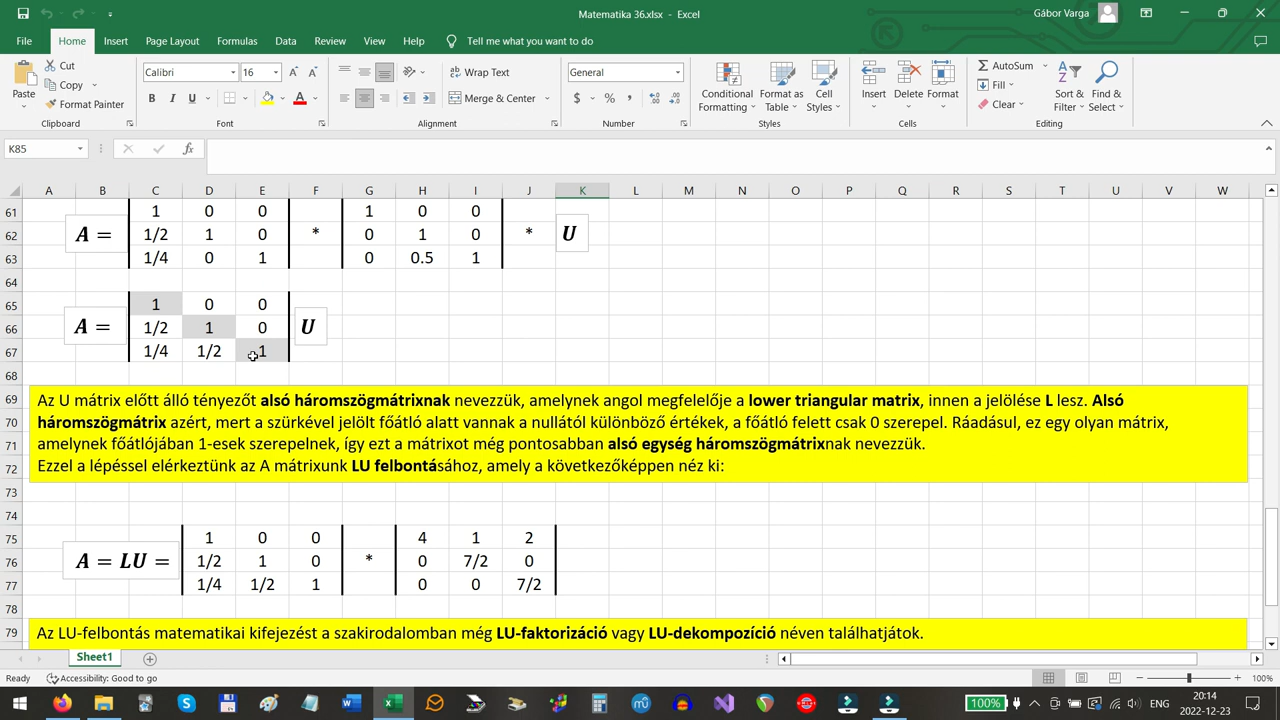 Matematika 36.xlsx - Excel
Gábor Varga
File Home Insert Page Layout Formulas Data Review View Help Tell me what you want to do
Paste
Cut
Copy
Format Painter
Clipboard
Calibri 16
B I U
Font
Wrap Text
Merge & Center
Alignment
General
$ % ,
Number
Conditional Formatting
Format as Table
Cell Styles
Styles
Insert Delete Format
Cells
AutoSum
Fill
Clear
Sort & Filter
Find & Select
Editing
K85
A B C D E F G H I J K L M N O P Q R S T U V W
61 1 0 0 1 0 0
62 A = 1/2 1 0 * 0 1 0 * U
63 1/4 0 1 0 0.5 1
64
65 1 0 0
66 A = 1/2 1 0 U
67 1/4 1/2 1
68
69 Az U mátrix előtt álló tényezőt alsó háromszögmátrixnak nevezzük, amelynek angol megfelelője a lower triangular matrix, innen a jelölése L lesz. Alsó
70 háromszögmátrix azért, mert a szürkével jelölt főátló alatt vannak a nullától különböző értékek, a főátló felett csak 0 szerepel. Ráadásul, ez egy olyan mátrix,
71 amelynek főátlójában 1-esek szerepelnek, így ezt a mátrixot még pontosabban alsó egység háromszögmátrixnak nevezzük.
72 Ezzel a lépéssel elérkeztünk az A mátrixunk LU felbontásához, amely a következőképpen néz ki:
73
74
75 1 0 0 4 1 2
76 A = LU = 1/2 1 0 * 0 7/2 0
77 1/4 1/2 1 0 0 7/2
78
79 Az LU-felbontás matematikai kifejezést a szakirodalomban még LU-faktorizáció vagy LU-dekompozíció néven találhatjátok.
Sheet1
Ready Accessibility: Good to go 100%
100% ENG 20:14
2022-12-23